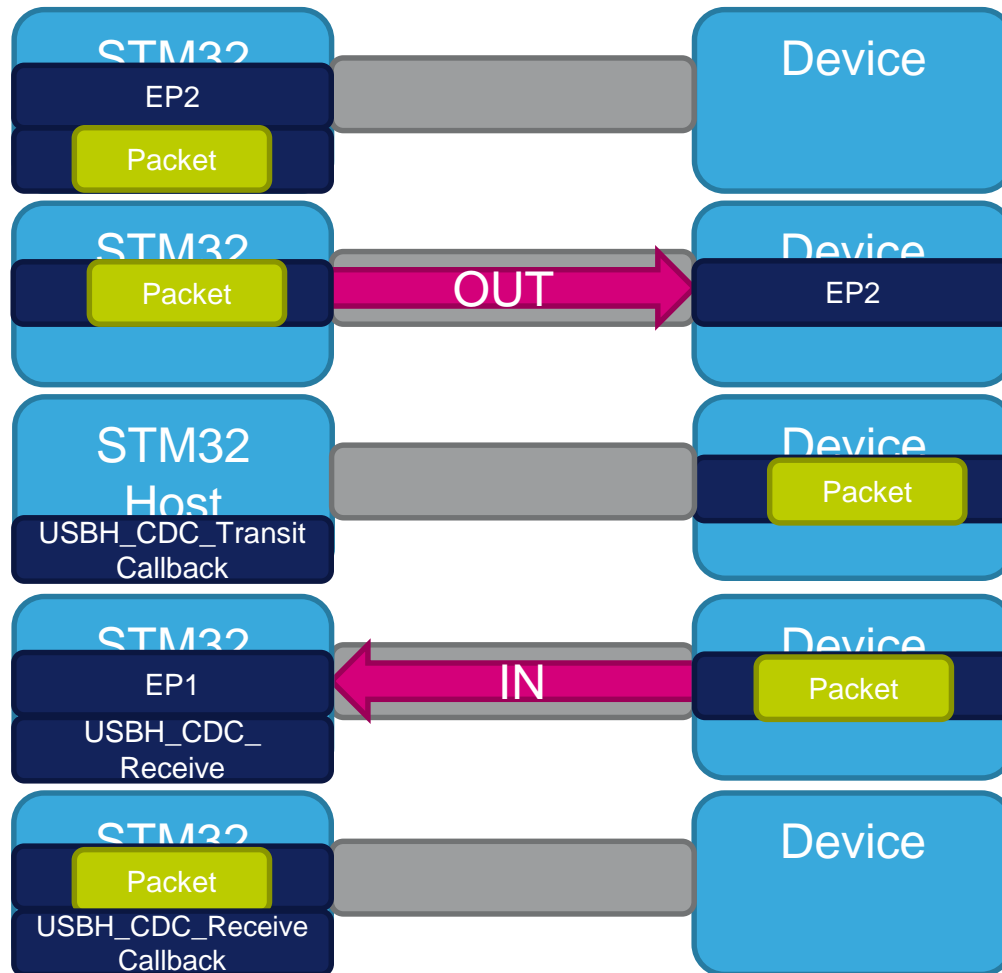 STM32
EP2
Packet
Device
STM32
Packet
OUT
Device
EP2
STM32
Host
USBH_CDC_Transit
Callback
Device
Packet
STM32
EP1
USBH_CDC_
Receive
IN
Device
Packet
STM32
Packet
USBH_CDC_Receive
Callback
Device